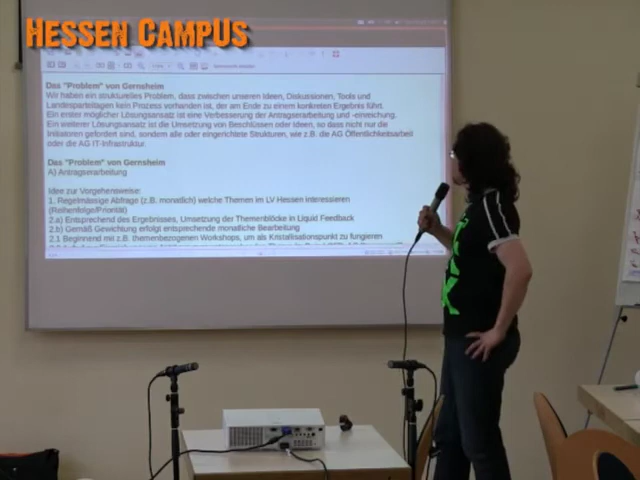 HESSEN CAMPUS
Das "Problem" von Gernsheim
Wir haben ein strukturelles Problem, dass zwischen unseren Ideen, Diskussionen, Tools und
Landesparteitagen kein Prozess vorhanden ist, der am Ende zu einem konkreten Ergebnis führt.
Ein erster möglicher Lösungsansatz ist eine Verbesserung der Antragserarbeitung und -einreichung.
Ein weiterer Lösungsansatz ist die Umsetzung von Beschlüssen oder Ideen, so dass nicht nur die
Initiatoren gefordert sind, sondern alle oder eingerichtete Strukturen, wie z.B. die AG Öffentlichkeitsarbeit
oder die AG IT-Infrastruktur.
Das "Problem" von Gernsheim
A) Antragserarbeitung
Idee zur Vorgehensweise:
1. Regelmässige Abfrage (z.B. monatlich) welche Themen im LV Hessen interessieren
(Reihenfolge/Priorität)
2.a) Entsprechend des Ergebnisses, Umsetzung der Themenblöcke in Liquid Feedback
2.b) Gemäß Gewichtung erfolgt entsprechende monatliche Bearbeitung
2.1 Beginnend mit z.B. themenbezogenen Workshops, um als Kristallisationspunkt zu fungieren